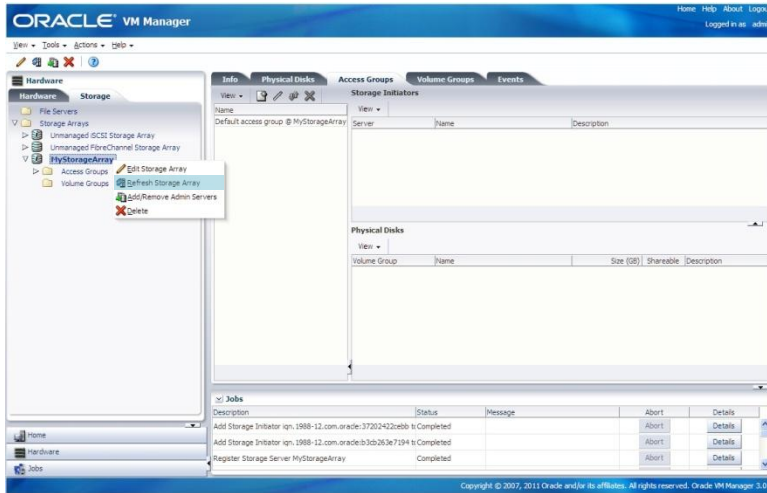 Home Help About Logou
ORACLE VM Manager
Logged in as admi
View Tools Actions Help
Hardware
Info Physical Disks Access Groups Volume Groups Events
Hardware Storage
View
Storage Initiators
File Servers
Name
View
Storage Arrays
Default access group @ MyStorageArray
Server Name Description
Unmanaged iSCSI Storage Array
Unmanaged FibreChannel Storage Array
MyStorageArray
Access Groups
Volume Groups
Edit Storage Array
Refresh Storage Array
Add/Remove Admin Servers
Delete
Physical Disks
View
Volume Group Name Size (GB) Shareable Description
Jobs
Description Status Message Abort Details
Add Storage Initiator iqn.1988-12.com.oracle:37202422cebb to Completed Abort Details
Add Storage Initiator iqn.1988-12.com.oracle:b3cb263e7194 to Completed Abort Details
Register Storage Server MyStorageArray Completed Abort Details
Home
Hardware
Jobs
Copyright © 2007, 2011 Oracle and/or its affiliates. All rights reserved. Oracle VM Manager 3.0